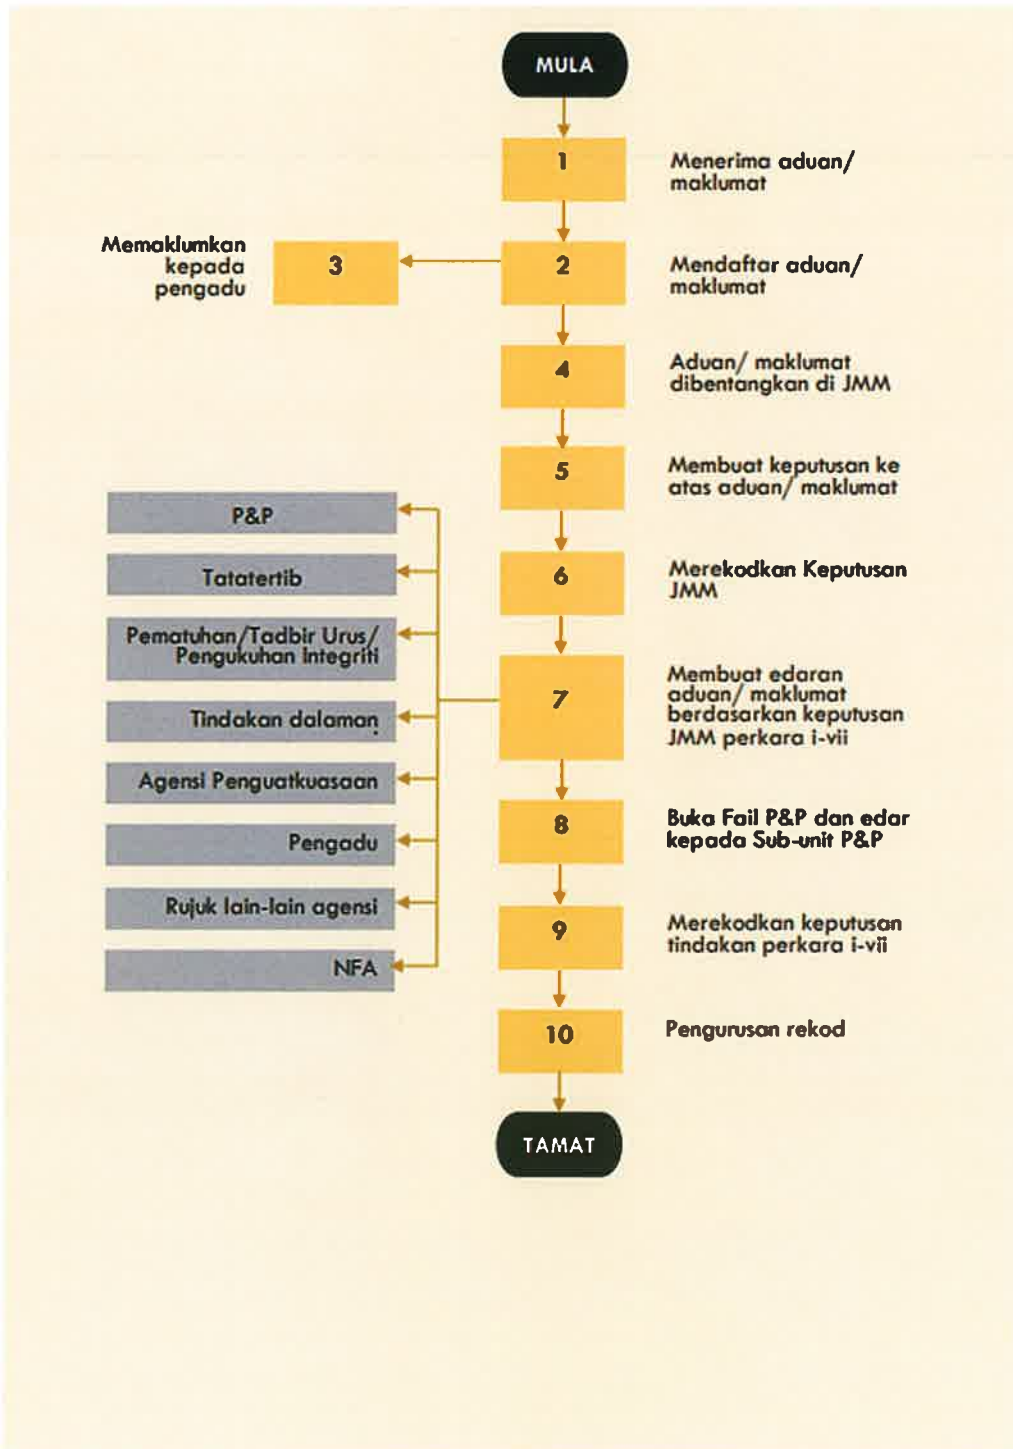 MULA
1
Menerima aduan/
maklumat
Memaklumkan
kepada
pengadu
3
2
Mendaftar aduan/
maklumat
4
Aduan/ maklumat
dibentangkan di JMM
5
Membuat keputusan ke
atas aduan/ maklumat
6
Merekodkan Keputusan
JMM
7
Membuat edaran
aduan/ maklumat
berdasarkan keputusan
JMM perkara i-vii
P&P
Tatatertib
Pematuhan/Tadbir Urus/
Pengukuhan Integriti
Tindakan dalaman
Agensi Penguatkuasaan
Pengadu
Rujuk lain-lain agensi
NFA
8
Buka Fail P&P dan edar
kepada Sub-unit P&P
9
Merekodkan keputusan
tindakan perkara i-vii
10
Pengurusan rekod
TAMAT